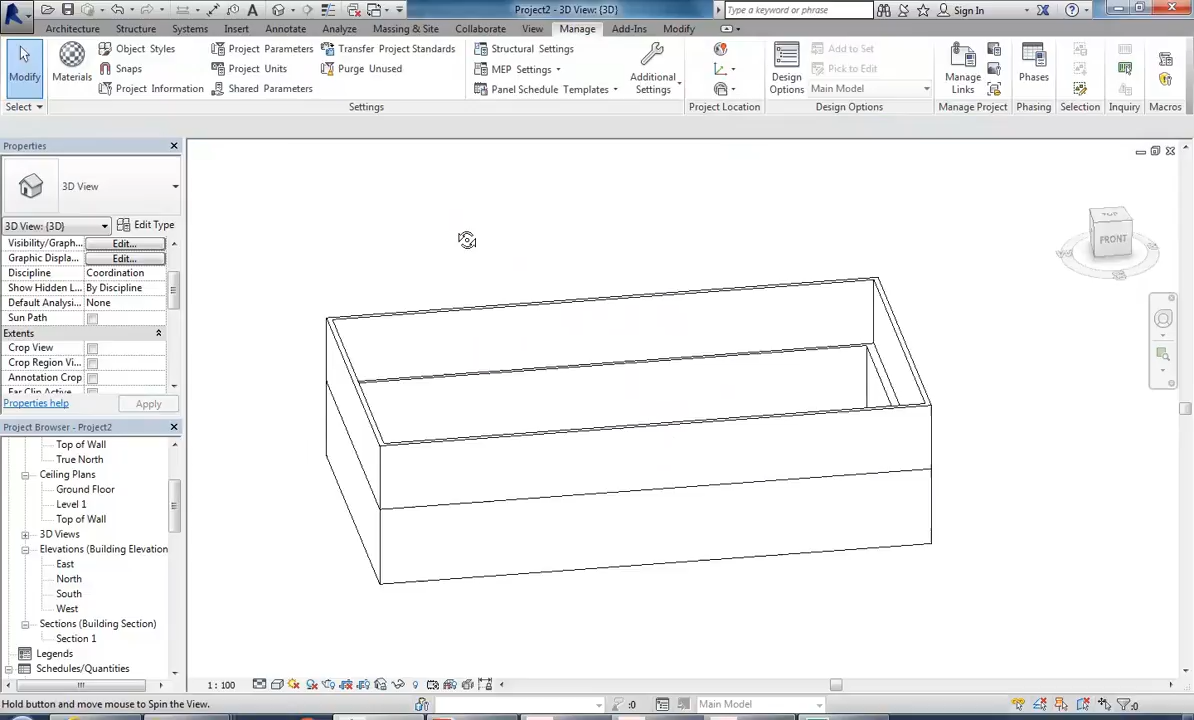 Project2 - 3D View: {3D}
Type a keyword or phrase
Sign In
Architecture Structure Systems Insert Annotate Analyze Massing & Site Collaborate View Manage Add-Ins Modify
Modify
Materials
Object Styles
Snaps
Project Information
Project Parameters
Project Units
Shared Parameters
Transfer Project Standards
Purge Unused
Structural Settings
MEP Settings
Panel Schedule Templates
Additional
Settings
Design
Options
Add to Set
Pick to Edit
Main Model
Manage
Links
Phases
Select
Settings
Project Location
Design Options
Manage Project
Phasing
Selection
Inquiry
Macros
Properties
3D View
3D View: {3D}
Edit Type
Visibility/Graph... Edit...
Graphic Displa... Edit...
Discipline Coordination
Show Hidden L... By Discipline
Default Analysi... None
Sun Path
Extents
Crop View
Crop Region Vi...
Annotation Crop
Far Clip Active
Properties help
Apply
Project Browser - Project2
Top of Wall
True North
Ceiling Plans
Ground Floor
Level 1
Top of Wall
3D Views
Elevations (Building Elevation
East
North
South
West
Sections (Building Section)
Section 1
Legends
Schedules/Quantities
TOP
FRONT
1 : 100
Hold button and move mouse to Spin the View.
:0
Main Model
:0